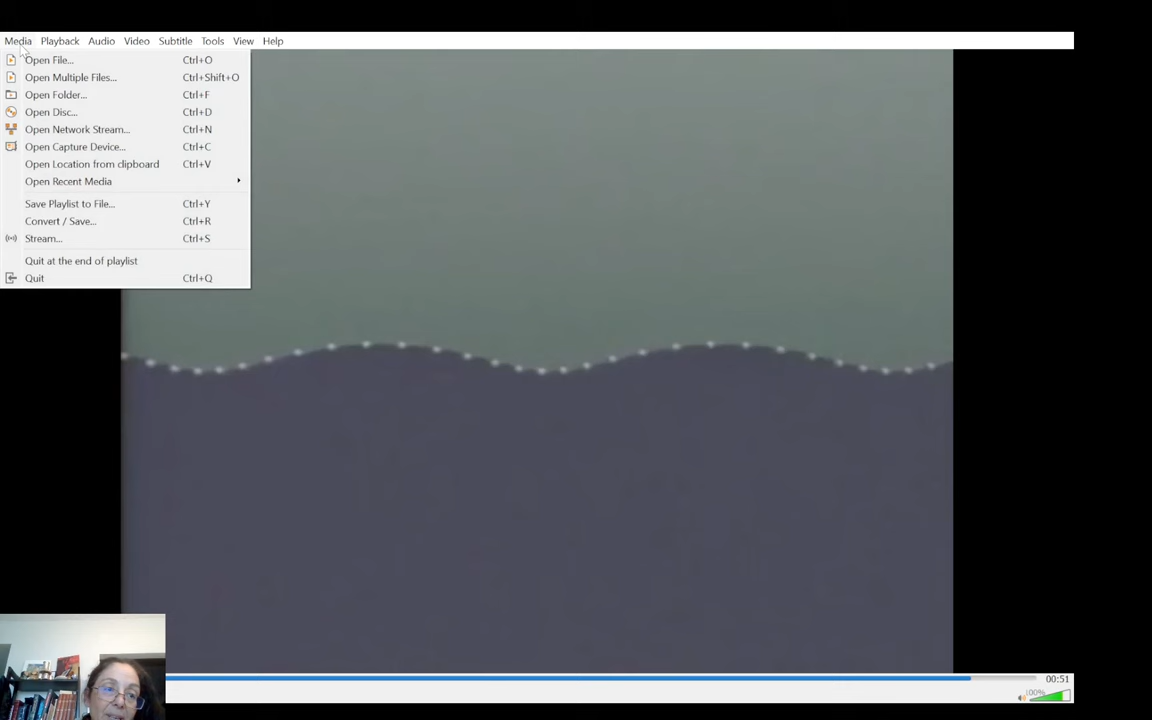 Media Playback Audio Video Subtitle Tools View Help
Open File... Ctrl+O
Open Multiple Files... Ctrl+Shift+O
Open Folder... Ctrl+F
Open Disc... Ctrl+D
Open Network Stream... Ctrl+N
Open Capture Device... Ctrl+C
Open Location from clipboard Ctrl+V
Open Recent Media
Save Playlist to File... Ctrl+Y
Convert / Save... Ctrl+R
Stream... Ctrl+S
Quit at the end of playlist
Quit Ctrl+Q
00:51
100%